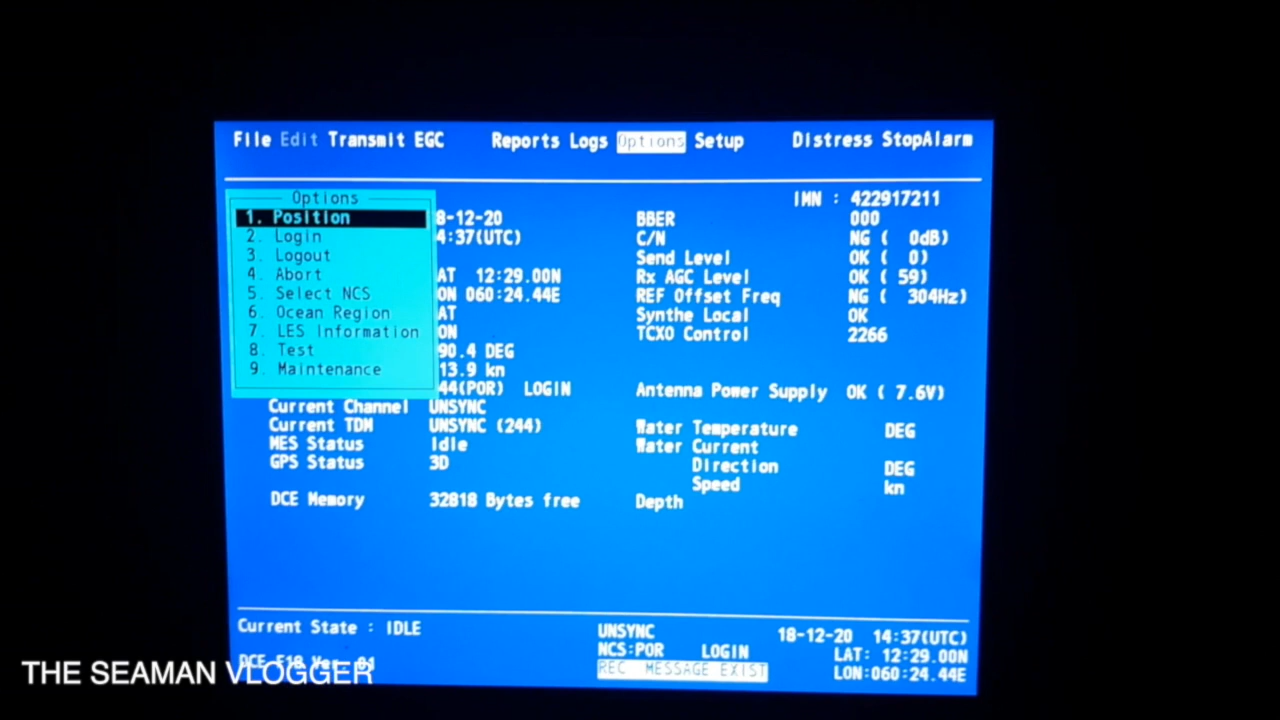 File Edit Transmit EGC Reports Logs Options Setup Distress StopAlarm
Options
1. Position
2. Login
3. Logout
4. Abort
5. Select NCS
6. Ocean Region
7. LES Information
8. Test
9. Maintenance
8-12-20
4:37(UTC)
AT 12:29.00N
ON 060:24.44E
AT
ON
90.4 DEG
13.9 kn
44(POR) LOGIN
Current Channel UNSYNC
Current TDM UNSYNC (244)
MES Status Idle
GPS Status 3D
DCE Memory 32818 Bytes free
IMN : 422917211
BBER 000
C/N NG ( 0dB)
Send Level OK ( 0)
Rx AGC Level OK ( 59)
REF Offset Freq NG ( 304Hz)
Synthe Local OK
TCXO Control 2266
Antenna Power Supply OK ( 7.6V)
Water Temperature DEG
Water Current
Direction DEG
Speed kn
Depth
Current State : IDLE
UNSYNC
NCS:POR LOGIN
REC MESSAGE EXIST
18-12-20 14:37(UTC)
LAT: 12:29.00N
LON:060:24.44E
THE SEAMAN VLOGGER